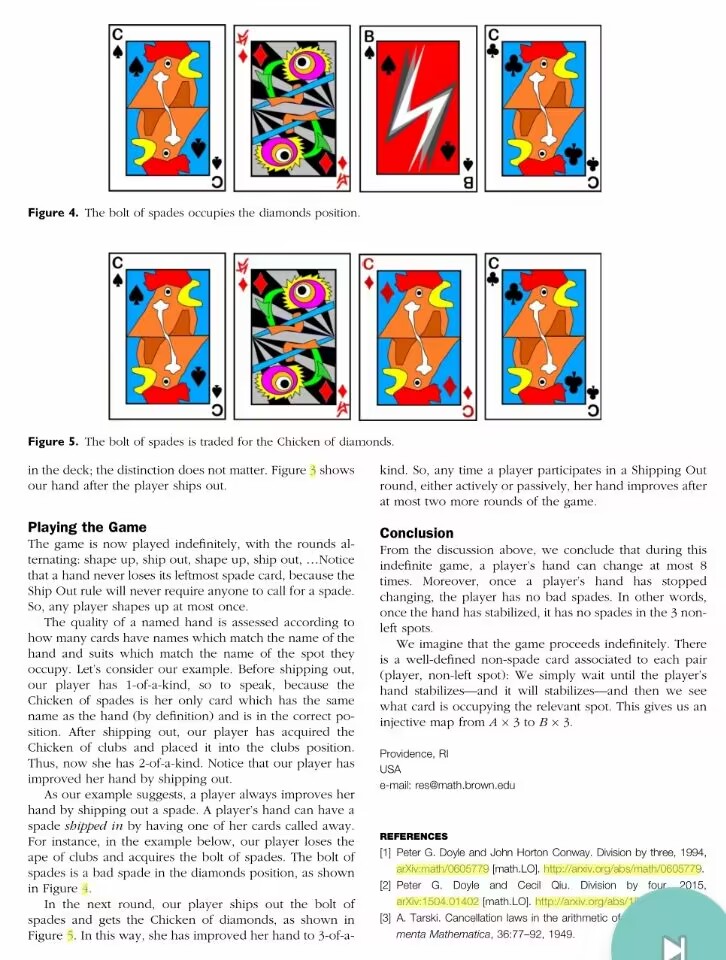 C
B
C
B
C
C
Figure 4. The bolt of spades occupies the diamonds position.
C
C
C
C
C
C
Figure 5. The bolt of spades is traded for the Chicken of diamonds.
in the deck; the distinction does not matter. Figure 3 shows
our hand after the player ships out.
Playing the Game
The game is now played indefinitely, with the rounds al-
ternating: shape up, ship out, shape up, ship out, …Notice
that a hand never loses its leftmost spade card, because the
Ship Out rule will never require anyone to call for a spade.
So, any player shapes up at most once.
The quality of a named hand is assessed according to
how many cards have names which match the name of the
hand and suits which match the name of the spot they
occupy. Let's consider our example. Before shipping out,
our player has 1-of-a-kind, so to speak, because the
Chicken of spades is her only card which has the same
name as the hand (by definition) and is in the correct po-
sition. After shipping out, our player has acquired the
Chicken of clubs and placed it into the clubs position.
Thus, now she has 2-of-a-kind. Notice that our player has
improved her hand by shipping out.
As our example suggests, a player always improves her
hand by shipping out a spade. A player's hand can have a
spade shipped in by having one of her cards called away.
For instance, in the example below, our player loses the
ape of clubs and acquires the bolt of spades. The bolt of
spades is a bad spade in the diamonds position, as shown
in Figure 4.
In the next round, our player ships out the bolt of
spades and gets the Chicken of diamonds, as shown in
Figure 5. In this way, she has improved her hand to 3-of-a-
kind. So, any time a player participates in a Shipping Out
round, either actively or passively, her hand improves after
at most two more rounds of the game.
Conclusion
From the discussion above, we conclude that during this
indefinite game, a player's hand can change at most 8
times. Moreover, once a player's hand has stopped
changing, the player has no bad spades. In other words,
once the hand has stabilized, it has no spades in the 3 non-
left spots.
We imagine that the game proceeds indefinitely. There
is a well-defined non-spade card associated to each pair
(player, non-left spot): We simply wait until the player's
hand stabilizes—and it will stabilizes—and then we see
what card is occupying the relevant spot. This gives us an
injective map from A × 3 to B × 3.
Providence, RI
USA
e-mail: res@math.brown.edu
REFERENCES
[1] Peter G. Doyle and John Horton Conway. Division by three, 1994,
arXiv:math/0605779 [math.LO]. http://arxiv.org/abs/math/0605779.
[2] Peter G. Doyle and Cecil Qiu. Division by four, 2015,
arXiv:1504.01402 [math.LO]. http://arxiv.org/abs/1
[3] A. Tarski. Cancellation laws in the arithmetic of
menta Mathematica, 36:77–92, 1949.